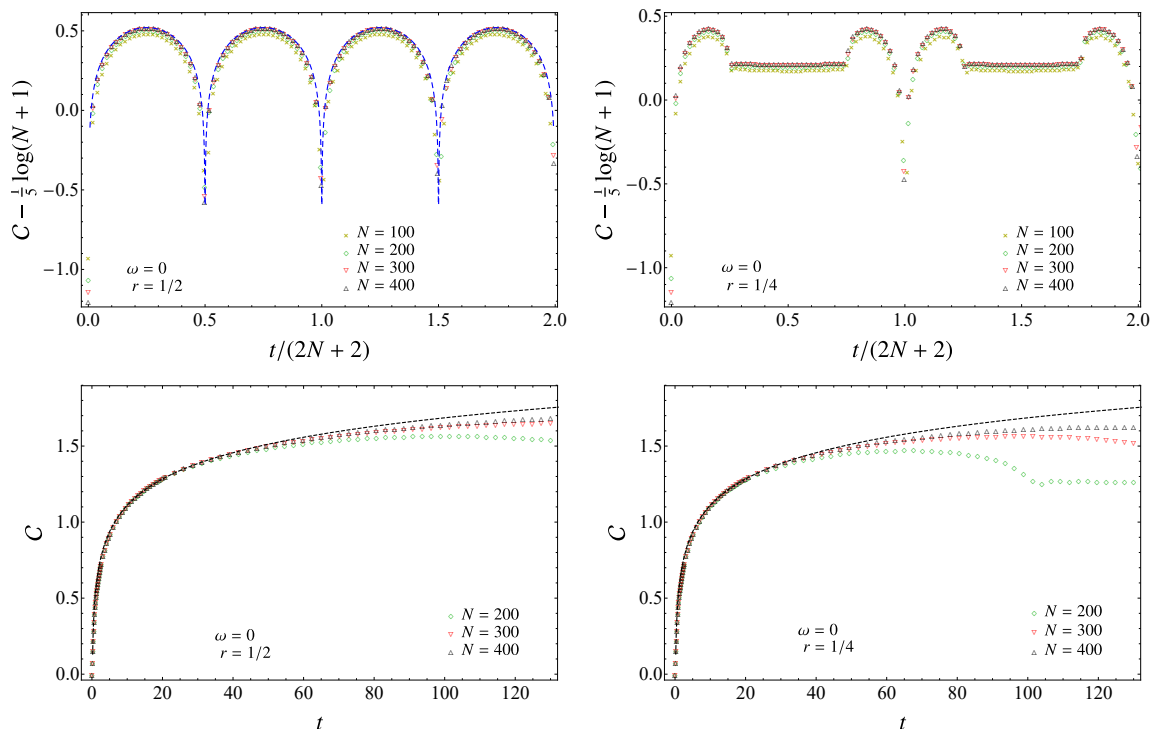 C − 1/5 log(N + 1)
0.5
0.0
−0.5
−1.0
ω = 0
r = 1/2
N = 100
N = 200
N = 300
N = 400
0.0 0.5 1.0 1.5 2.0
t/(2N + 2)
C − 1/5 log(N + 1)
0.4
0.0
−0.4
−0.8
−1.0
ω = 0
r = 1/4
N = 100
N = 200
N = 300
N = 400
0.0 0.5 1.0 1.5 2.0
t/(2N + 2)
C
1.5
1.0
0.5
0.0
ω = 0
r = 1/2
N = 200
N = 300
N = 400
0 20 40 60 80 100 120
t
C
1.5
1.0
0.5
0.0
ω = 0
r = 1/4
N = 200
N = 300
N = 400
0 20 40 60 80 100 120
t